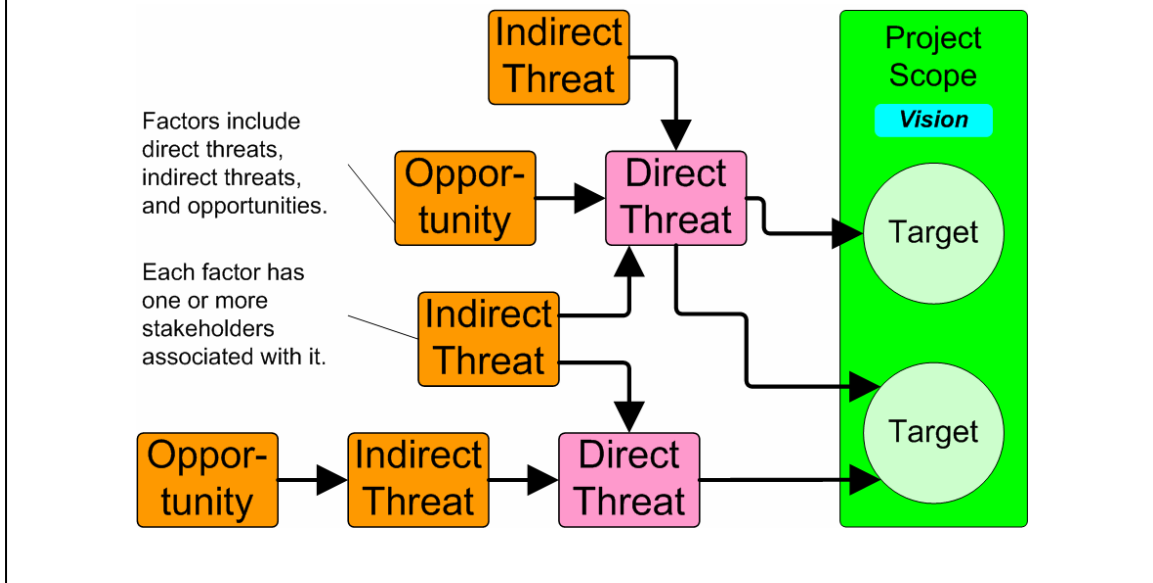 Indirect
Threat
Project
Scope
Vision
Factors include
direct threats,
indirect threats,
and opportunities.
Oppor-
tunity
Direct
Threat
Target
Each factor has
one or more
stakeholders
associated with it.
Indirect
Threat
Oppor-
tunity
Indirect
Threat
Direct
Threat
Target